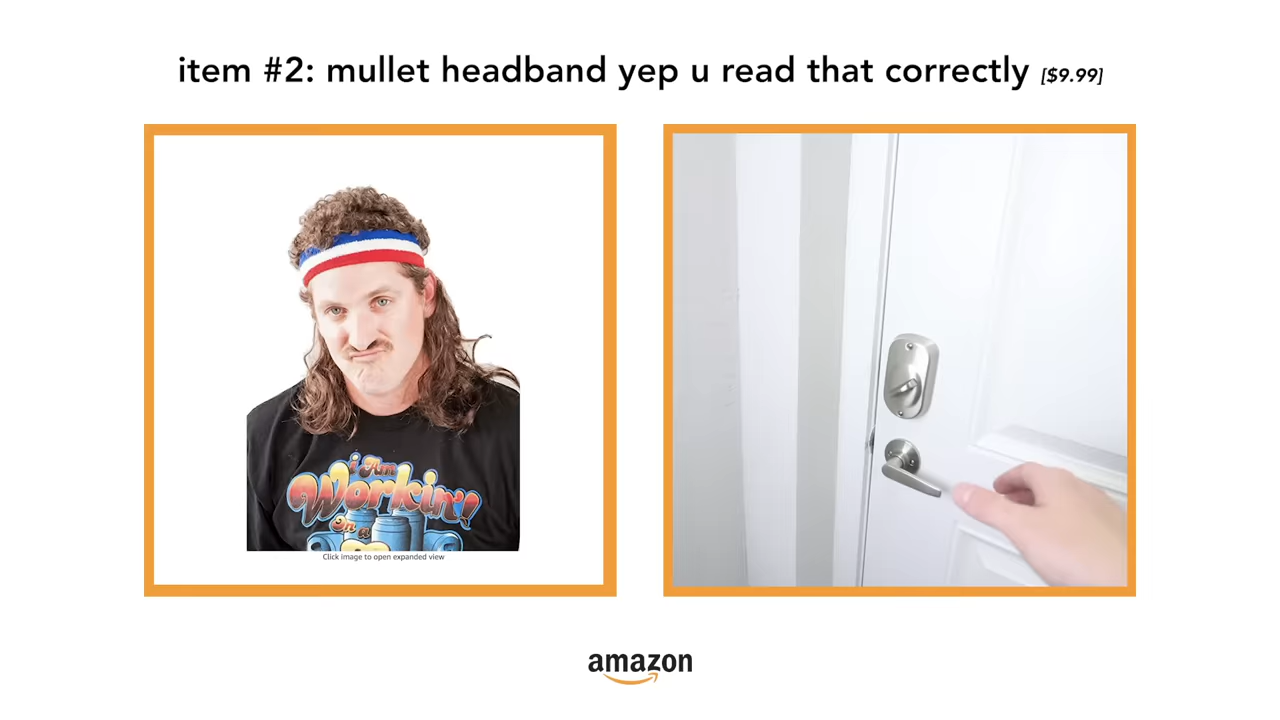 item #2: mullet headband yep u read that correctly [$9.99]
i Am
Workin'
On a
Click image to open expanded view
amazon